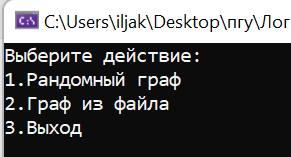 C:\Users\iljak\Desktop\пгу\Лог
Выберите действие:
1.Рандомный граф
2.Граф из файла
3.Выход